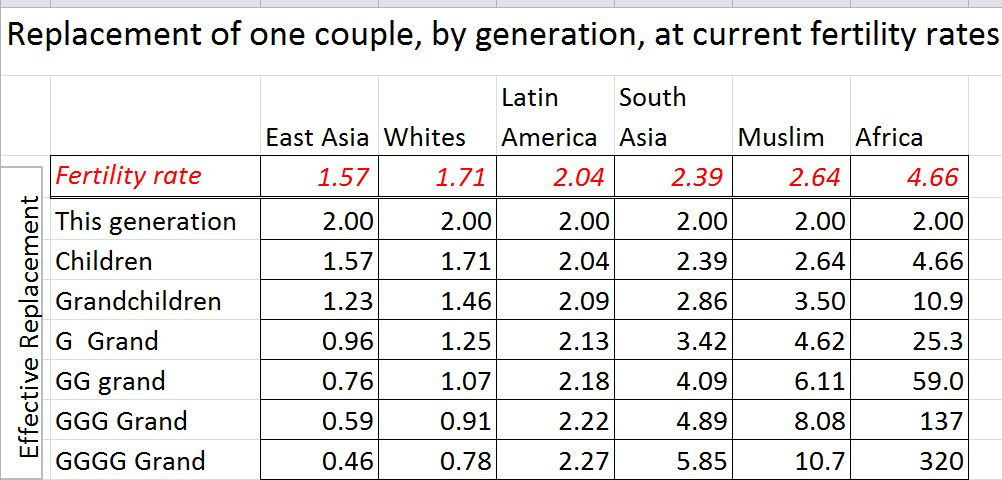 Replacement of one couple, by generation, at current fertility rates
East Asia Whites Latin America South Asia Muslim Africa
Effective Replacement
Fertility rate 1.57 1.71 2.04 2.39 2.64 4.66
This generation 2.00 2.00 2.00 2.00 2.00 2.00
Children 1.57 1.71 2.04 2.39 2.64 4.66
Grandchildren 1.23 1.46 2.09 2.86 3.50 10.9
G Grand 0.96 1.25 2.13 3.42 4.62 25.3
GG grand 0.76 1.07 2.18 4.09 6.11 59.0
GGG Grand 0.59 0.91 2.22 4.89 8.08 137
GGGG Grand 0.46 0.78 2.27 5.85 10.7 320